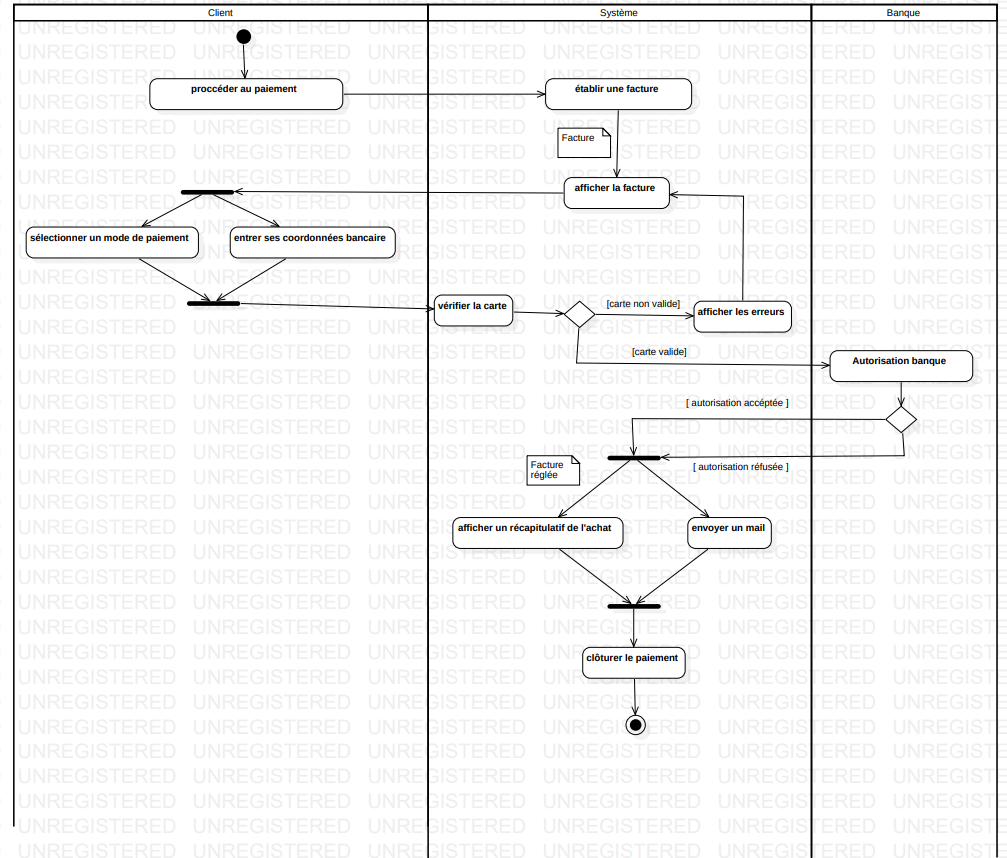 Client
Système
Banque
proccéder au paiement
établir une facture
Facture
afficher la facture
sélectionner un mode de paiement
entrer ses coordonnées bancaire
vérifier la carte
[carte non valide]
afficher les erreurs
[carte valide]
Autorisation banque
[ autorisation accéptée ]
[ autorisation réfusée ]
Facture
réglée
afficher un récapitulatif de l'achat
envoyer un mail
clôturer le paiement
UNREGISTERED